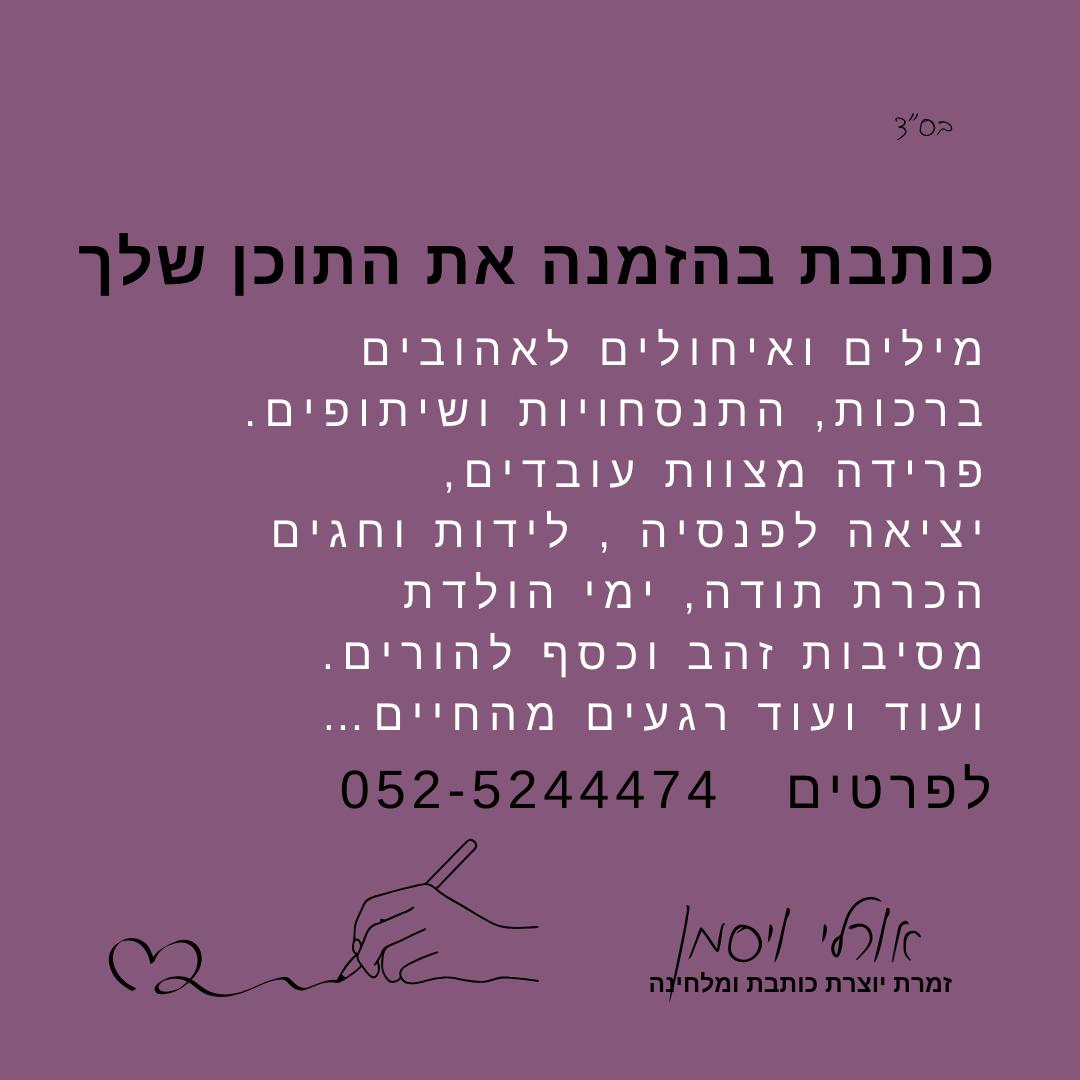 בס"ד
כותבת בהזמנה את התוכן שלך
מילים ואיחולים לאהובים
ברכות, התנסחויות ושיתופים.
פרידה מצוות עובדים,
יציאה לפנסיה , לידות וחגים
הכרת תודה, ימי הולדת
מסיבות זהב וכסף להורים.
ועוד ועוד רגעים מהחיים...
לפרטים 052-5244474
אורלי ויסמן
זמרת יוצרת כותבת ומלחינה